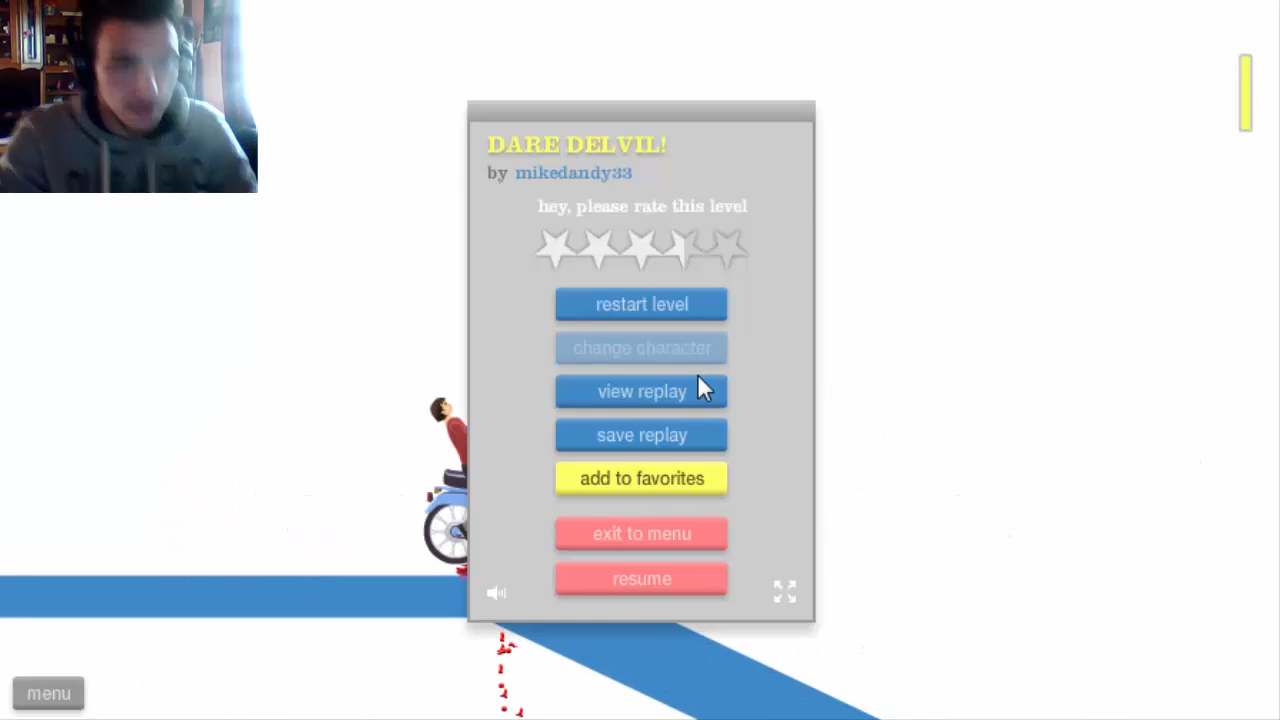 DARE DELVIL!
by mikedandy33
hey, please rate this level
restart level
change character
view replay
save replay
add to favorites
exit to menu
resume
menu